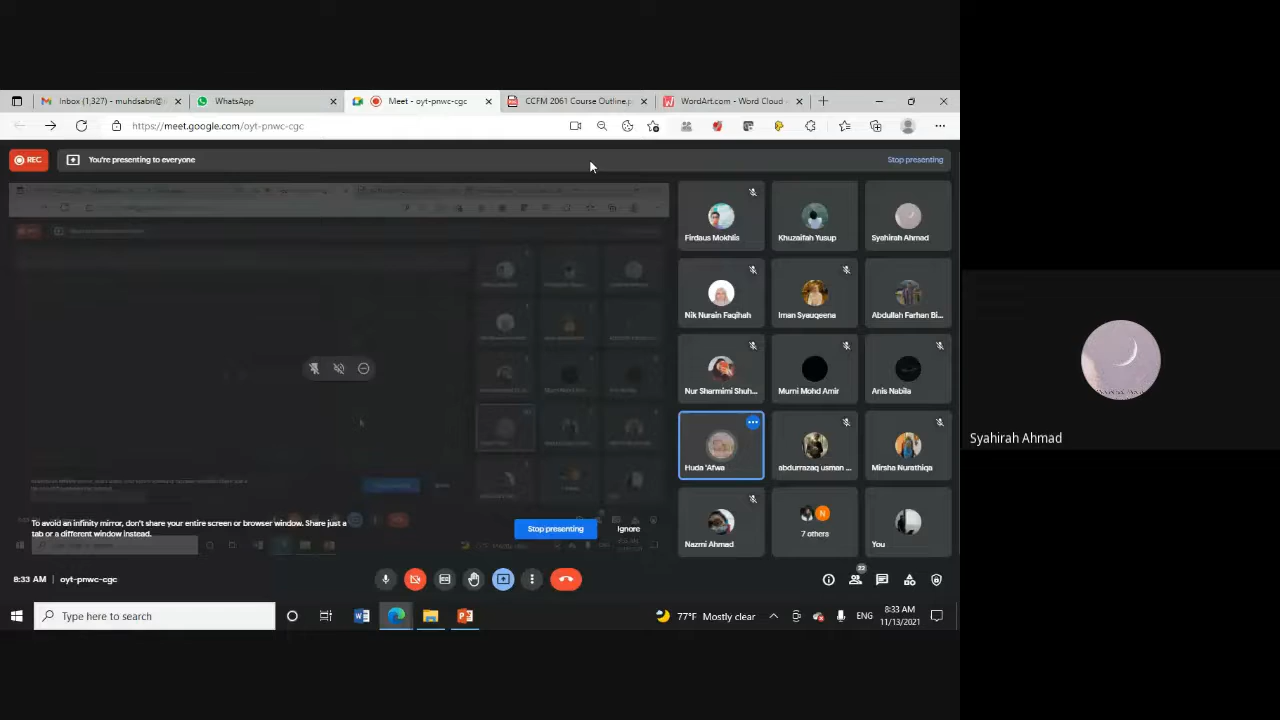 Inbox (1,327) - muhdsabri@
WhatsApp
Meet - oyt-pnwc-cgc
CCFM 2061 Course Outline.p
WordArt.com - Word Cloud
https://meet.google.com/oyt-pnwc-cgc
REC
You're presenting to everyone
Stop presenting
Firdaus Mokhlis
Khuzaifah Yusup
Syahirah Ahmad
Nik Nurain Faqihah
Iman Syauqeena
Abdullah Farhan Bi...
Nur Sharmimi Shuh...
Murni Mohd Amir
Anis Nabila
Huda 'Afwa
abdurrazaq usman ...
Mirsha Nurathiqa
Nazmi Ahmad
N
7 others
You
Syahirah Ahmad
To avoid an infinity mirror, don't share your entire screen or browser window. Share just a
tab or a different window instead.
Stop presenting
Ignore
8:33 AM | oyt-pnwc-cgc
22
Type here to search
77°F Mostly clear
ENG
8:33 AM
11/13/2021